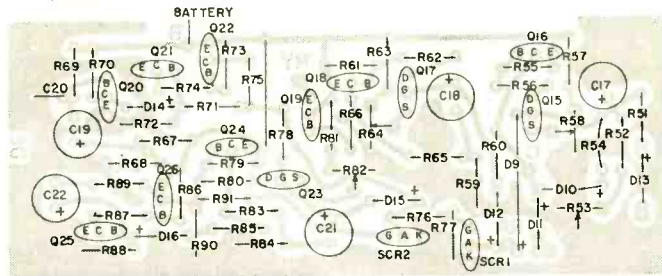 BATTERY
Q22
Q16
Q21
E C B
R73
R63
R62
B C E
R57
R69
R70
E C B
R61
Q17
R55
Q18
E C B
D G S
+
R56
C17
+
C20
B C E
Q20
R74
R75
C18
D G S
Q15
D14
+
R71
Q19
E C B
R66
R58
R51
C19
+
R72
R78
R81
R64
R54
R52
R67
Q24
B C E
R60
D9
R68
R79
R65
+
R89
Q26
E C B
R86
R80
D G S
R82
R59
D10
+
D13
C22
+
R91
Q23
D15
+
R53
R87
R83
C21
+
R76
D12
+
Q25
E C B
+
D16
R85
G A K
R77
G A K
D11
R88
R90
R84
SCR2
+
SCR1
+